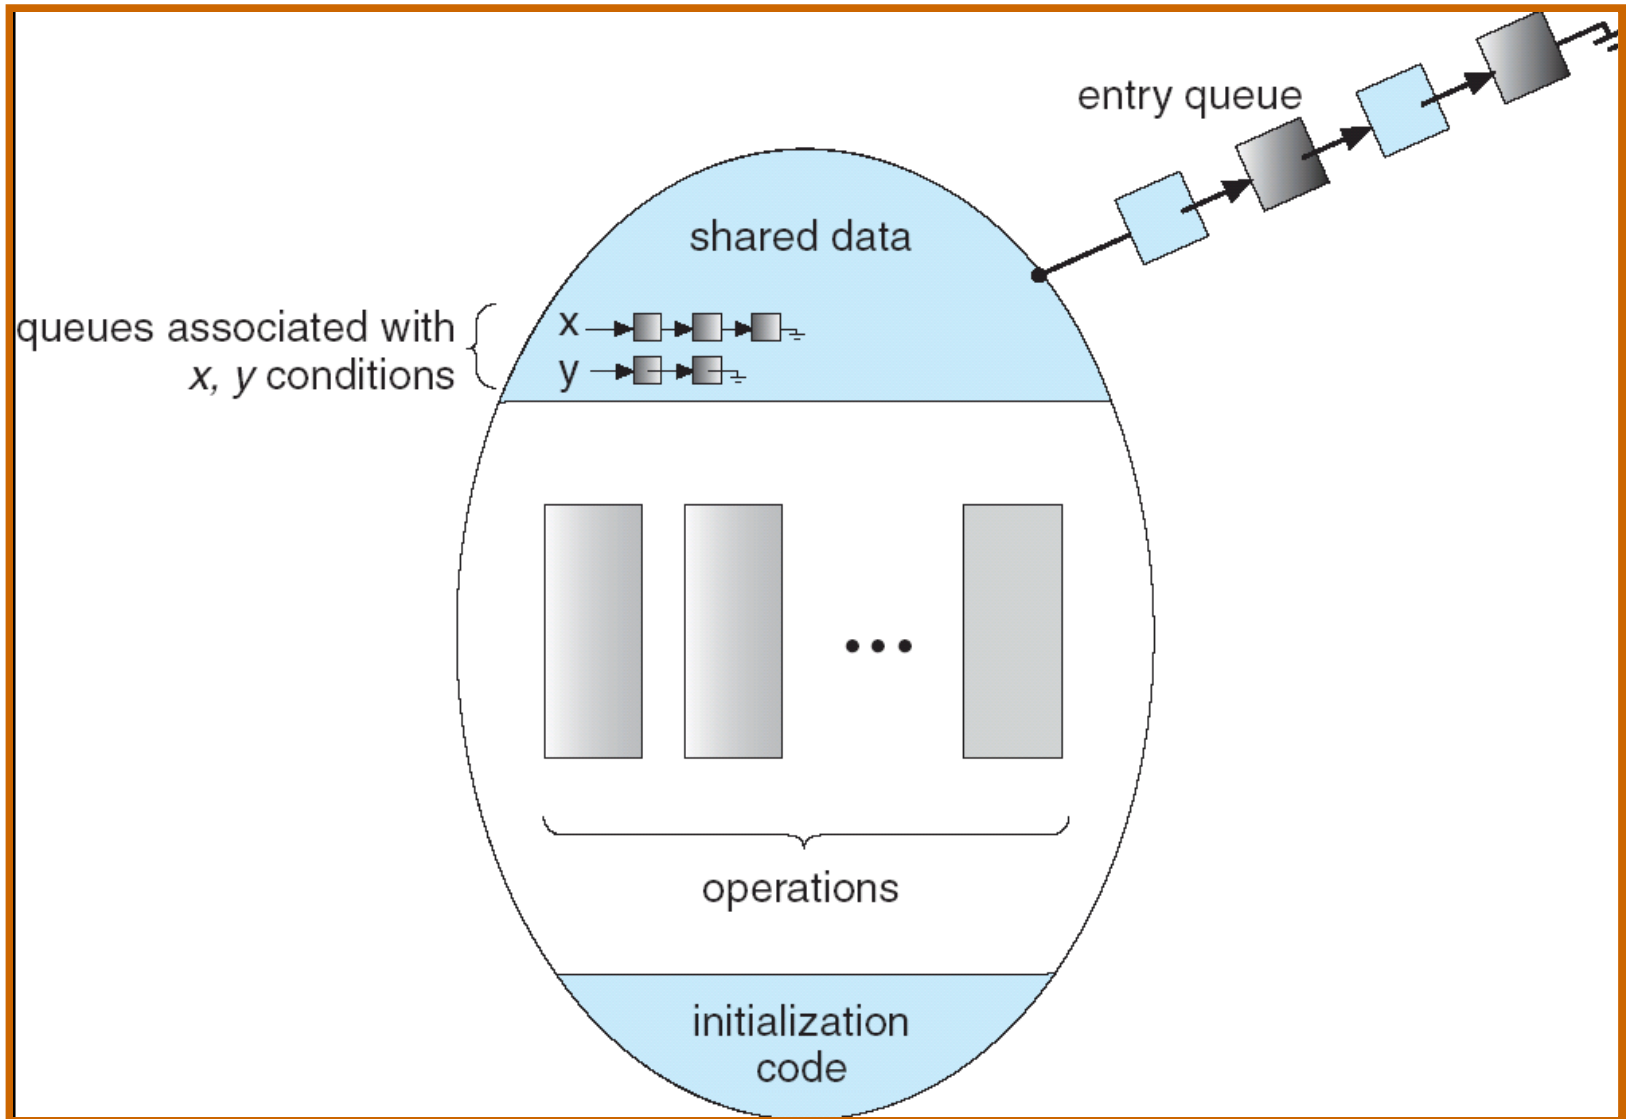 entry queue
shared data
queues associated with
x, y conditions
x
y
operations
initialization
code